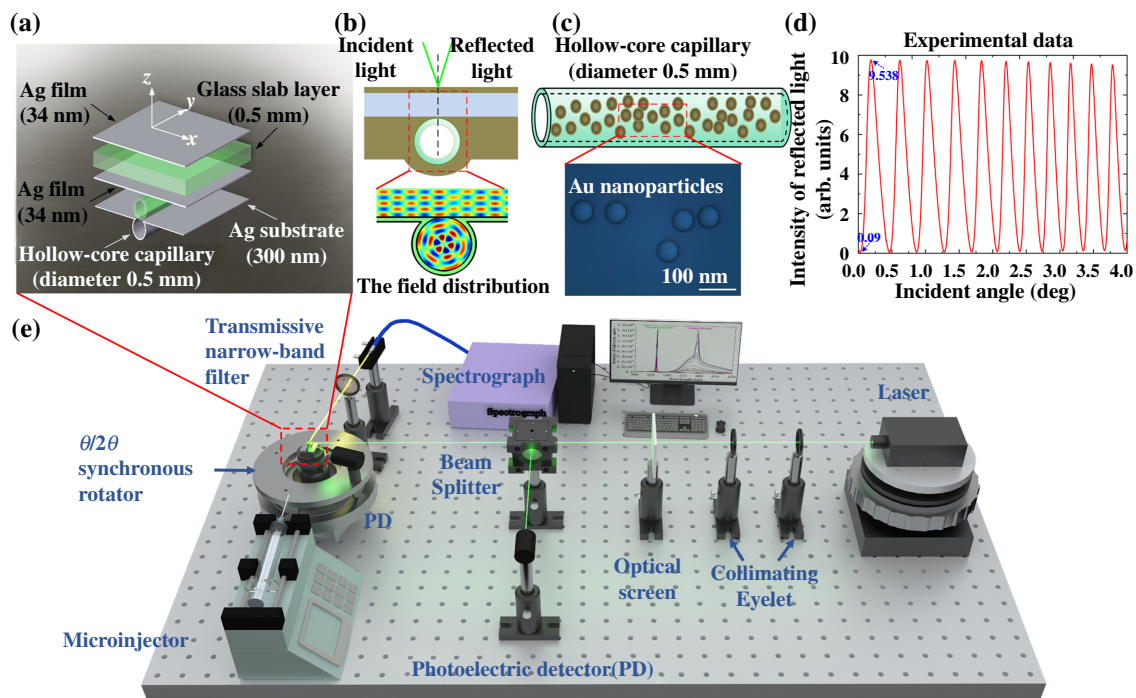 (a)
z
y
x
Ag film
(34 nm)
Glass slab layer
(0.5 mm)
Ag film
(34 nm)
Ag substrate
(300 nm)
Hollow-core capillary
(diameter 0.5 mm)
(b)
Incident
light
Reflected
light
The field distribution
(c)
Hollow-core capillary
(diameter 0.5 mm)
Au nanoparticles
100 nm
(d)
Experimental data
Intensity of reflected light
(arb. units)
10
8
6
4
2
0
9.538
0.09
0.0 0.5 1.0 1.5 2.0 2.5 3.0 3.5 4.0
Incident angle (deg)
(e)
Transmissive
narrow-band
filter
Spectrograph
Spectrograph
Laser
θ/2θ
synchronous
rotator
Beam
Splitter
PD
Optical
screen
Collimating
Eyelet
Microinjector
Photoelectric detector(PD)